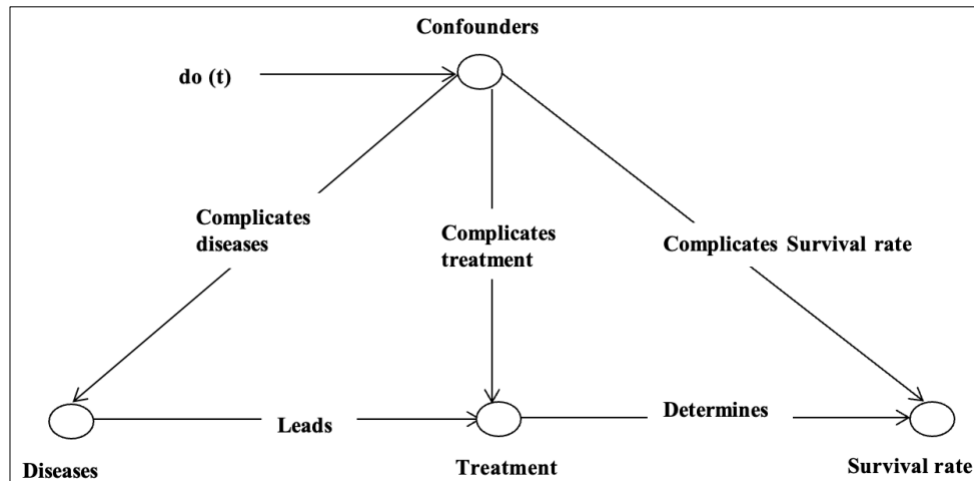 Confounders
do (t)
Complicates
diseases
Complicates
treatment
Complicates Survival rate
Leads
Determines
Diseases
Treatment
Survival rate